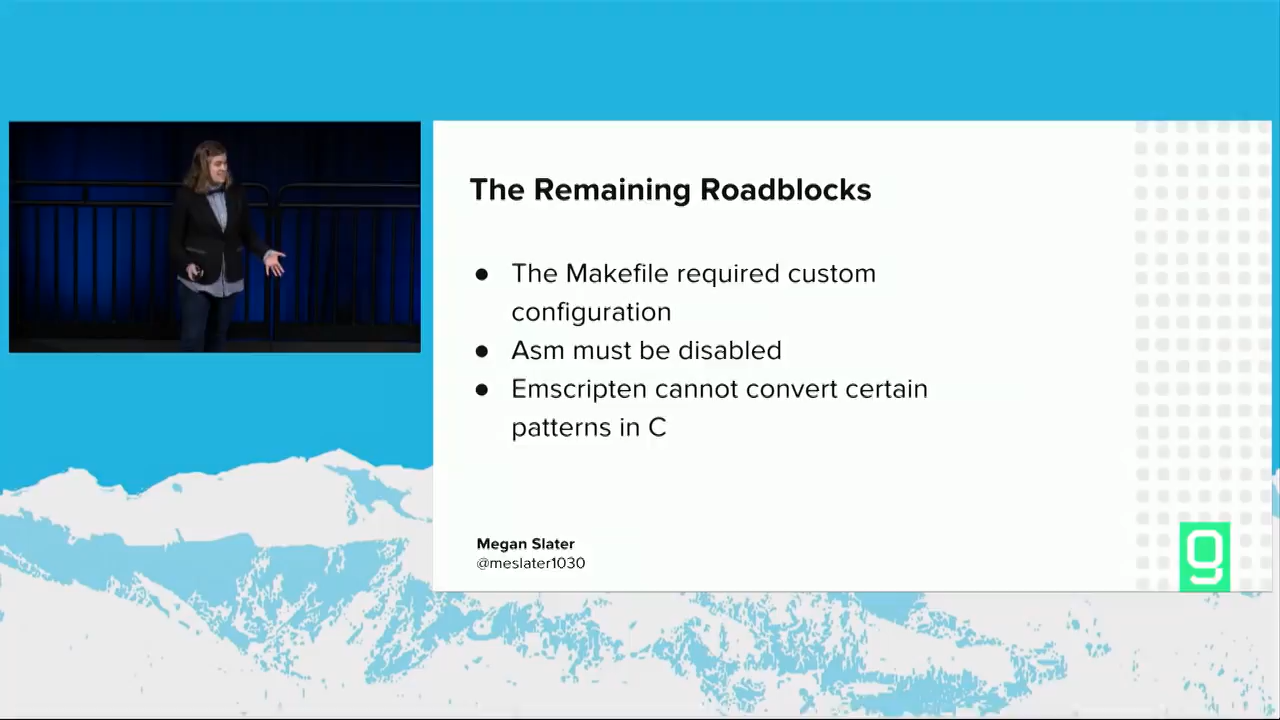 The Remaining Roadblocks
● The Makefile required custom
configuration
● Asm must be disabled
● Emscripten cannot convert certain
patterns in C
Megan Slater
@meslater1030
g